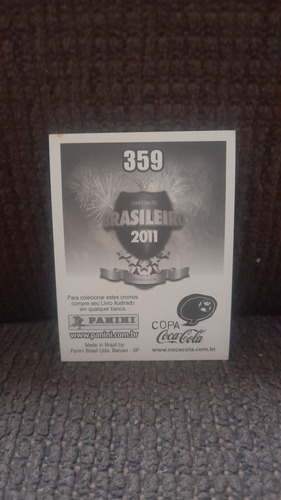 359
CAMPEONATO
BRASILEIRO
2011
Para colecionar estes cromos
compre seu Livro Ilustrado
em qualquer banca.
PANINI
www.panini.com.br
Made in Brazil by
Panini Brasil Ltda. Barueri - SP
COPA
Coca-Cola
www.cocacola.com.br